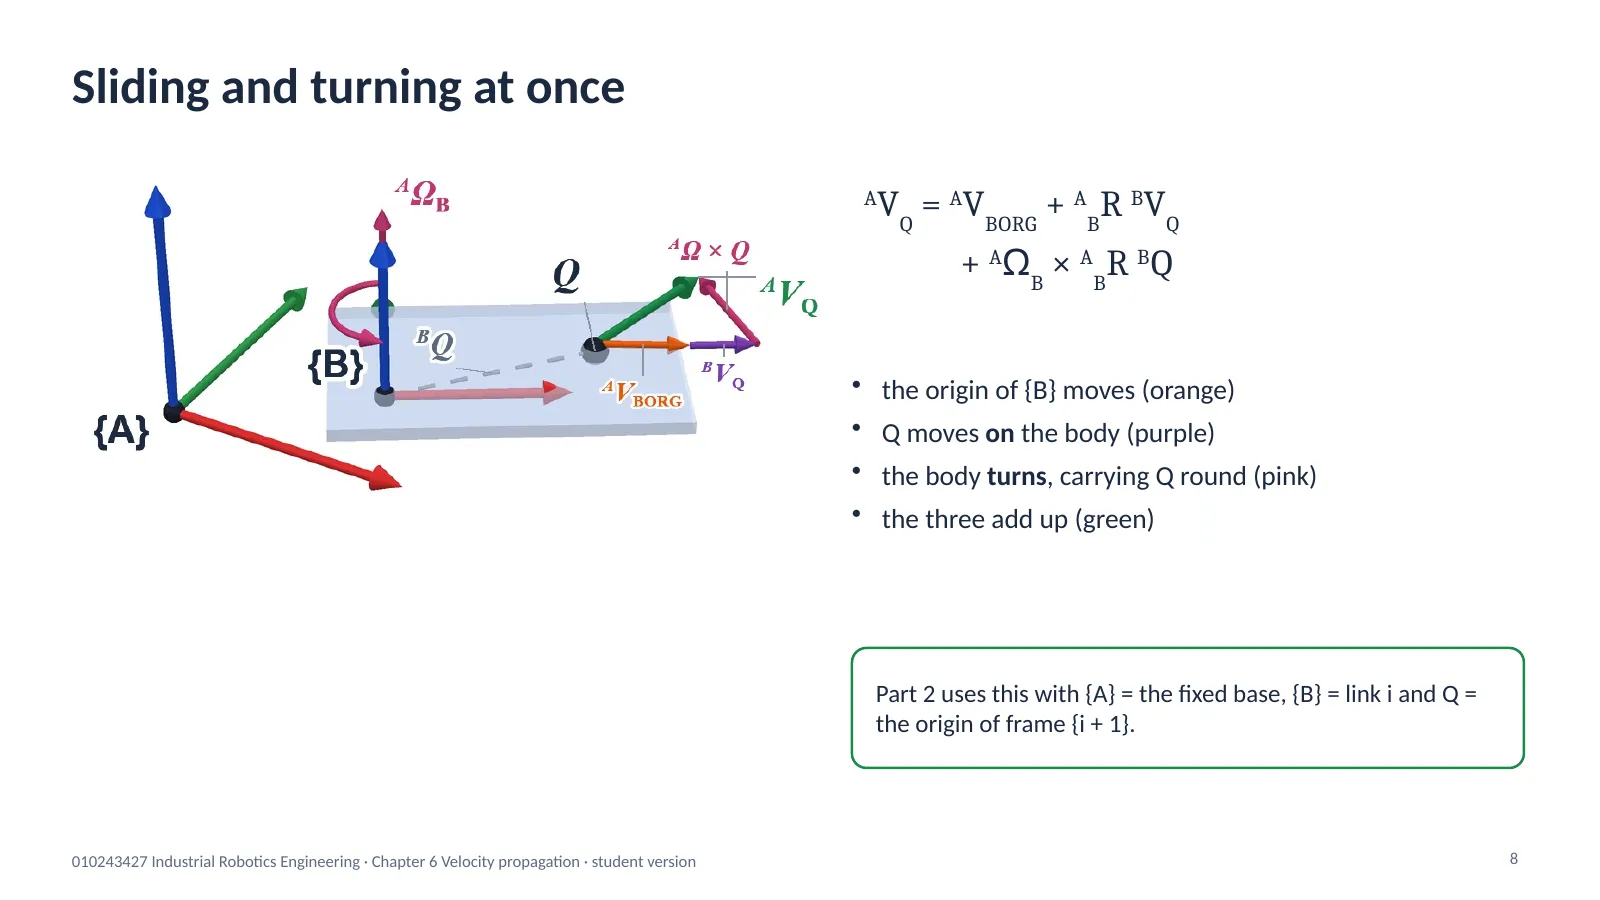 Sliding and turning at once
ᴬΩ_B
ᴬΩ × Q
Q
ᴬV_Q
ᴮQ
{B}
ᴮV_Q
ᴬV_BORG
{A}
ᴬV_Q = ᴬV_BORG + ᴬ_BR ᴮV_Q
+ ᴬΩ_B × ᴬ_BR ᴮQ
• the origin of {B} moves (orange)
• Q moves on the body (purple)
• the body turns, carrying Q round (pink)
• the three add up (green)
Part 2 uses this with {A} = the fixed base, {B} = link i and Q =
the origin of frame {i + 1}.
010243427 Industrial Robotics Engineering · Chapter 6 Velocity propagation · student version
8